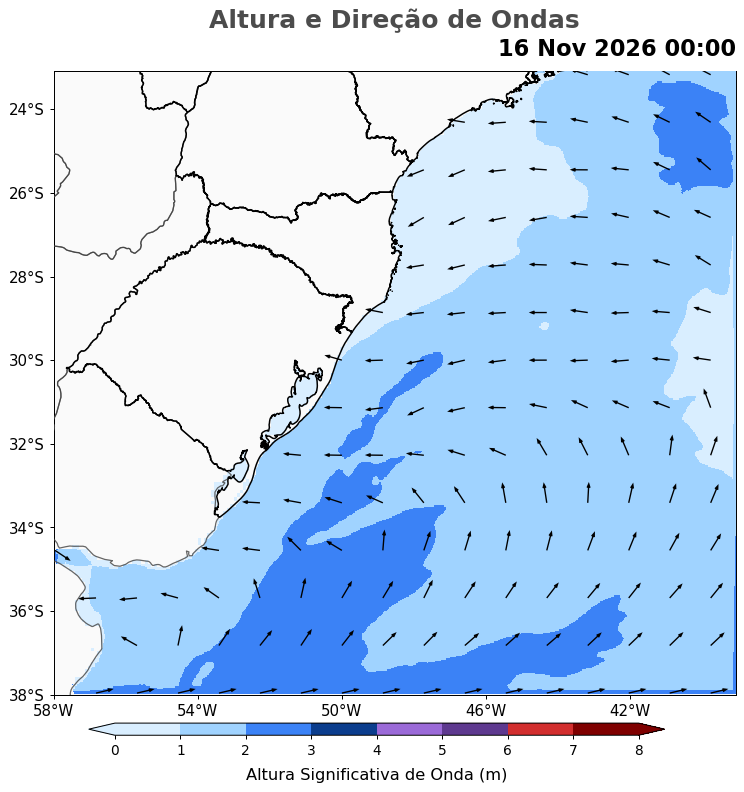 Altura e Direção de Ondas
16 Nov 2026 00:00
24°S
26°S
28°S
30°S
32°S
34°S
36°S
38°S
58°W 54°W 50°W 46°W 42°W
0 1 2 3 4 5 6 7 8
Altura Significativa de Onda (m)